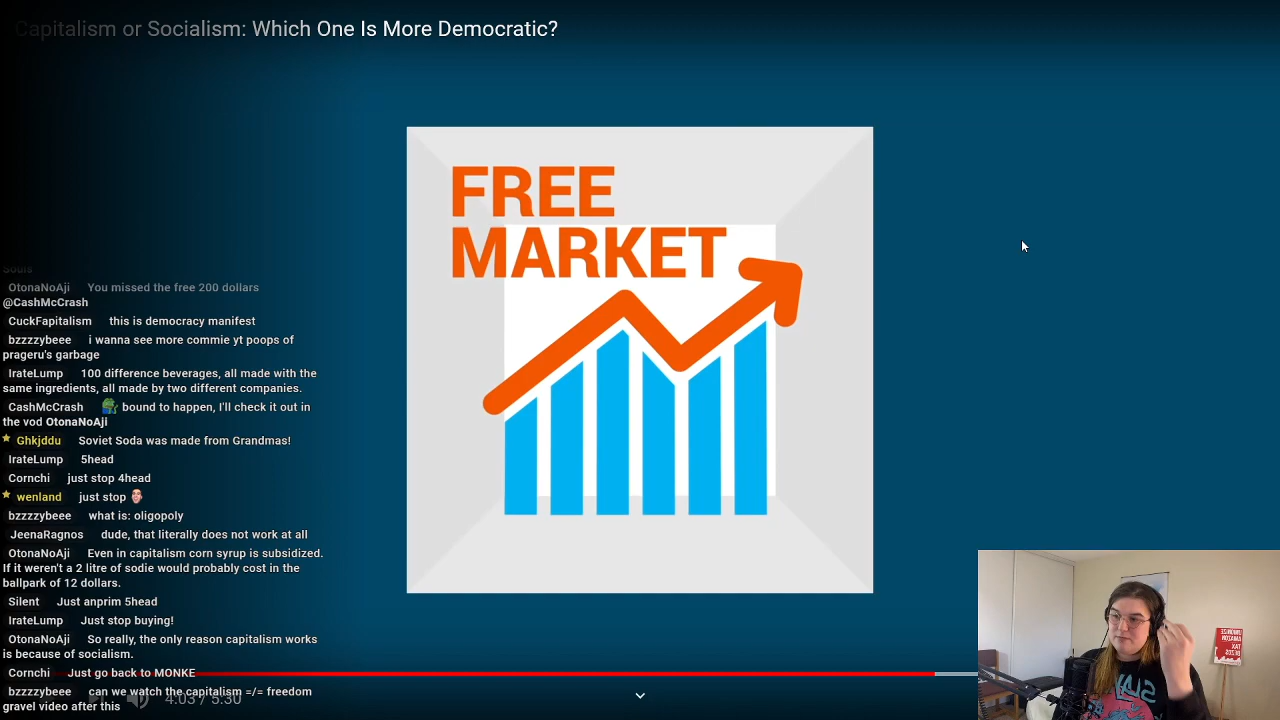 Capitalism or Socialism: Which One Is More Democratic?
FREE
MARKET
Souls
OtonaNoAji You missed the free 200 dollars
@CashMcCrash
CuckFapitalism this is democracy manifest
bzzzzybeee i wanna see more commie yt poops of
prageru's garbage
IrateLump 100 difference beverages, all made with the
same ingredients, all made by two different companies.
CashMcCrash bound to happen, I'll check it out in
the vod OtonaNoAji
Ghkjddu Soviet Soda was made from Grandmas!
IrateLump 5head
Cornchi just stop 4head
wenland just stop
bzzzzybeee what is: oligopoly
JeenaRagnos dude, that literally does not work at all
OtonaNoAji Even in capitalism corn syrup is subsidized.
If it weren't a 2 litre of sodie would probably cost in the
ballpark of 12 dollars.
Silent Just anprim 5head
IrateLump Just stop buying!
OtonaNoAji So really, the only reason capitalism works
is because of socialism.
Cornchi Just go back to MONKE
bzzzzybeee can we watch the capitalism =/= freedom
gravel video after this
4:03 / 5:30
UNIONIZE
AMAZON
TAX
BEZOS